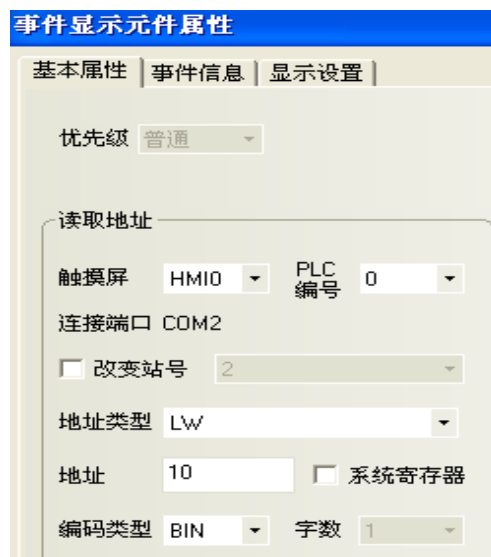 事件显示元件属性
基本属性 事件信息 显示设置
优先级 普通
读取地址
触摸屏 HMI0 PLC编号 0
连接端口 COM2
改变站号 2
地址类型 LW
地址 10 系统寄存器
编码类型 BIN 字数 1